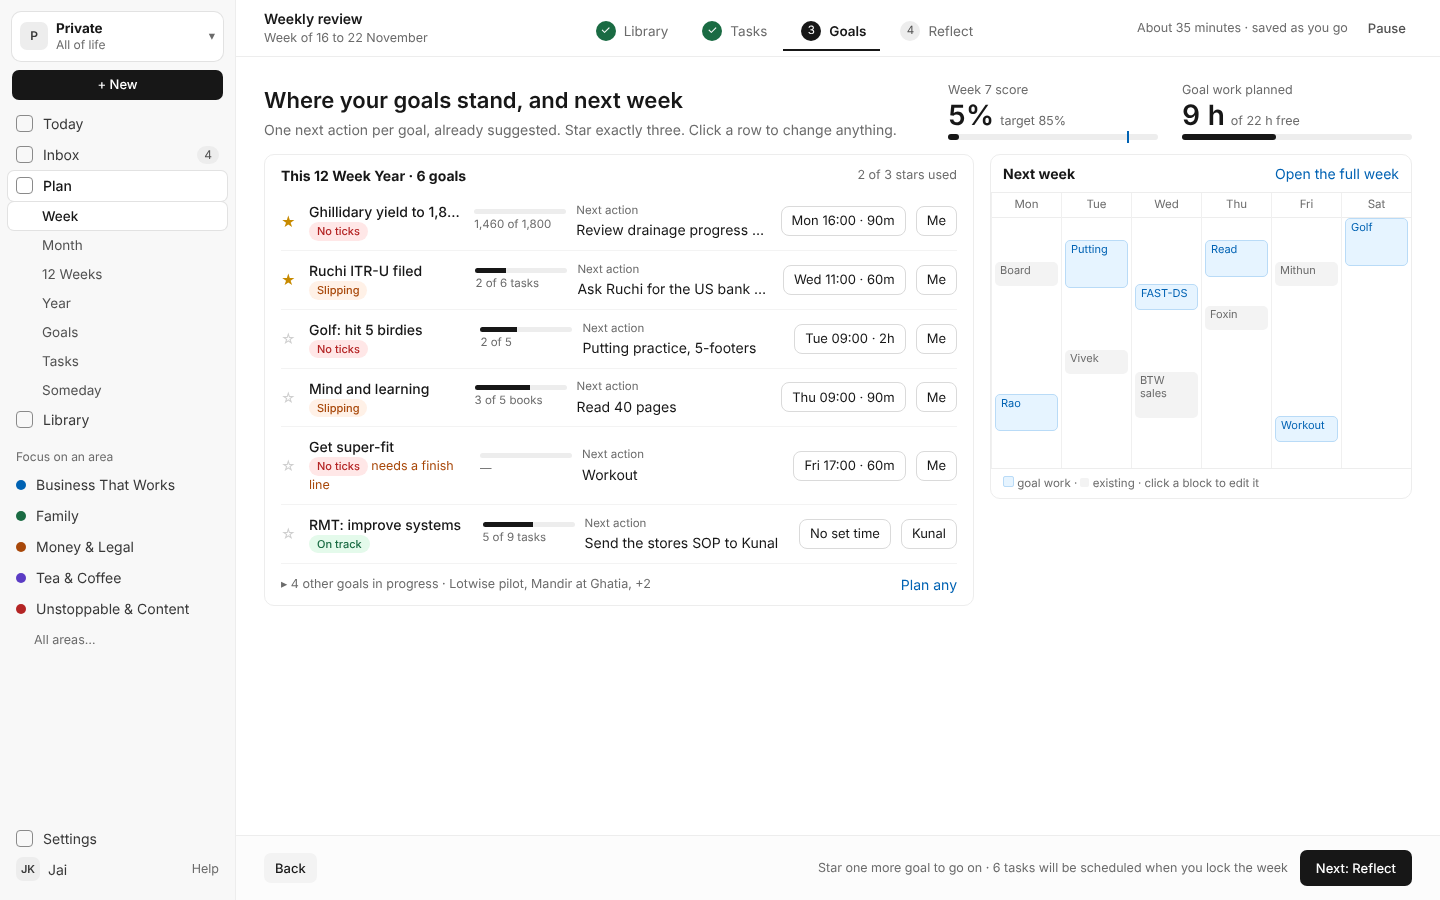 P
Private
All of life
+ New
Today
Inbox 4
Plan
Week
Month
12 Weeks
Year
Goals
Tasks
Someday
Library
Focus on an area
Business That Works
Family
Money & Legal
Tea & Coffee
Unstoppable & Content
All areas...
Settings
JK Jai Help
Weekly review
Week of 16 to 22 November
Library
Tasks
3 Goals
4 Reflect
About 35 minutes · saved as you go
Pause
Where your goals stand, and next week
One next action per goal, already suggested. Star exactly three. Click a row to change anything.
Week 7 score
5% target 85%
Goal work planned
9 h of 22 h free
This 12 Week Year · 6 goals
2 of 3 stars used
Ghillidary yield to 1,8...
No ticks
1,460 of 1,800
Next action
Review drainage progress ...
Mon 16:00 · 90m
Me
Ruchi ITR-U filed
Slipping
2 of 6 tasks
Next action
Ask Ruchi for the US bank ...
Wed 11:00 · 60m
Me
Golf: hit 5 birdies
No ticks
2 of 5
Next action
Putting practice, 5-footers
Tue 09:00 · 2h
Me
Mind and learning
Slipping
3 of 5 books
Next action
Read 40 pages
Thu 09:00 · 90m
Me
Get super-fit
No ticks needs a finish
line
—
Next action
Workout
Fri 17:00 · 60m
Me
RMT: improve systems
On track
5 of 9 tasks
Next action
Send the stores SOP to Kunal
No set time
Kunal
▸ 4 other goals in progress · Lotwise pilot, Mandir at Ghatia, +2
Plan any
Next week
Open the full week
Mon Tue Wed Thu Fri Sat
Golf
Putting
Read
Board
Mithun
FAST-DS
Foxin
Vivek
BTW
sales
Rao
Workout
goal work · existing · click a block to edit it
Back
Star one more goal to go on · 6 tasks will be scheduled when you lock the week
Next: Reflect